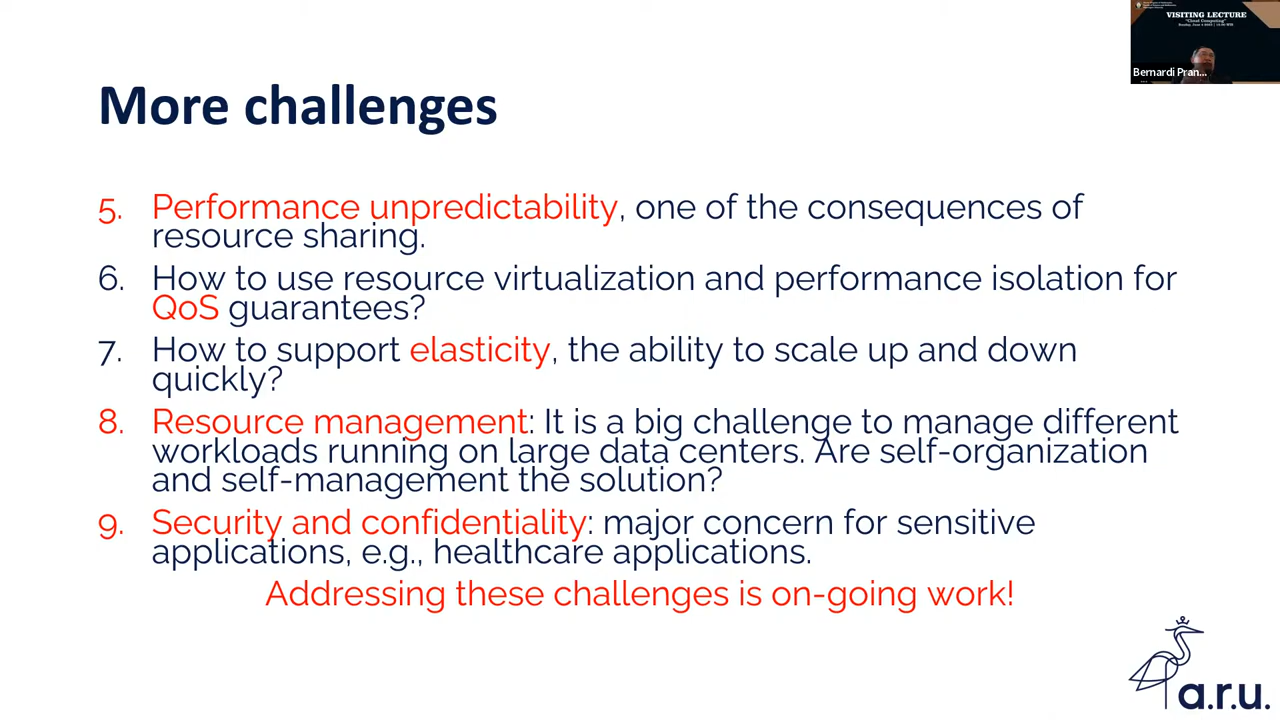 VISITING LECTURE
"Cloud Computing"
Bernardi Pran...
More challenges
5. Performance unpredictability, one of the consequences of
resource sharing.
6. How to use resource virtualization and performance isolation for
QoS guarantees?
7. How to support elasticity, the ability to scale up and down
quickly?
8. Resource management: It is a big challenge to manage different
workloads running on large data centers. Are self-organization
and self-management the solution?
9. Security and confidentiality: major concern for sensitive
applications, e.g., healthcare applications.
Addressing these challenges is on-going work!
a.r.u.